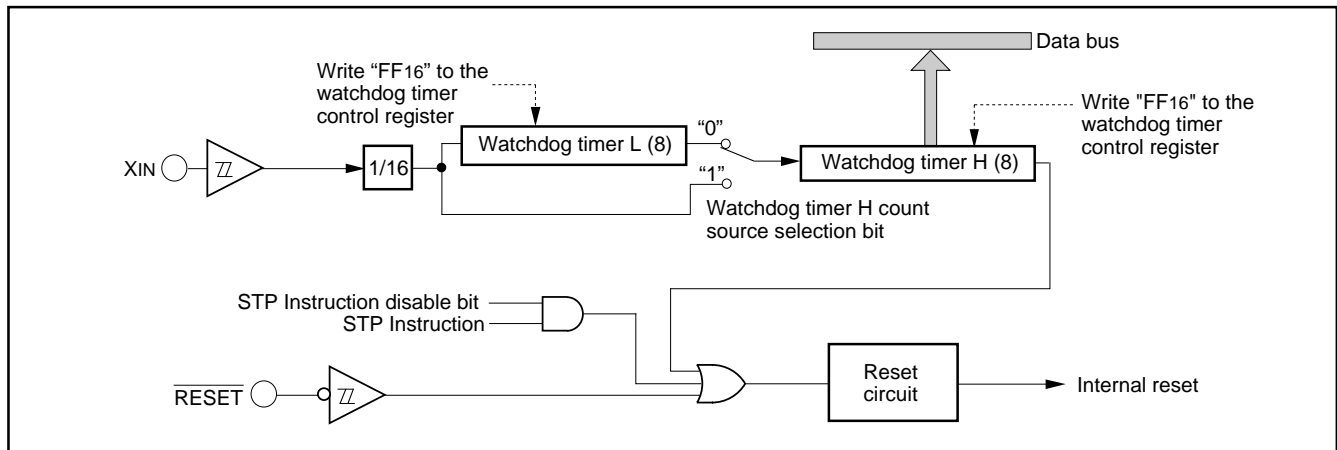 Data bus
Write “FF16” to the
watchdog timer
control register
Write "FF16" to the
watchdog timer
control register
“0”
Watchdog timer L (8)
XIN
1/16
Watchdog timer H (8)
“1”
Watchdog timer H count
source selection bit
STP Instruction disable bit
STP Instruction
RESET
Reset
circuit
Internal reset